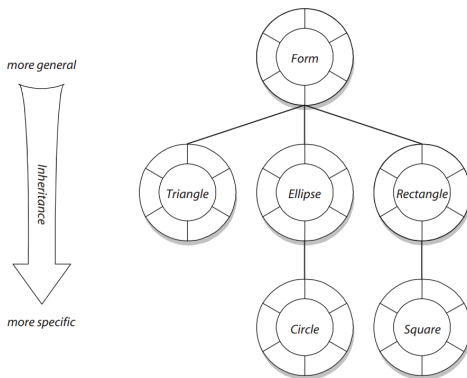 Form
more general
Inheritance
Triangle
Ellipse
Rectangle
more specific
Circle
Square